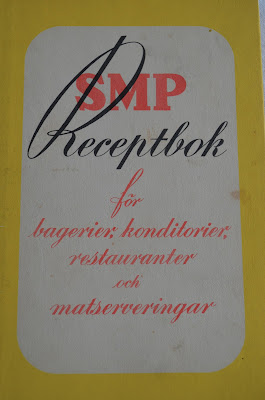 SMP
Receptbok
för
bagerier, konditorier,
restauranter
och
matserveringar